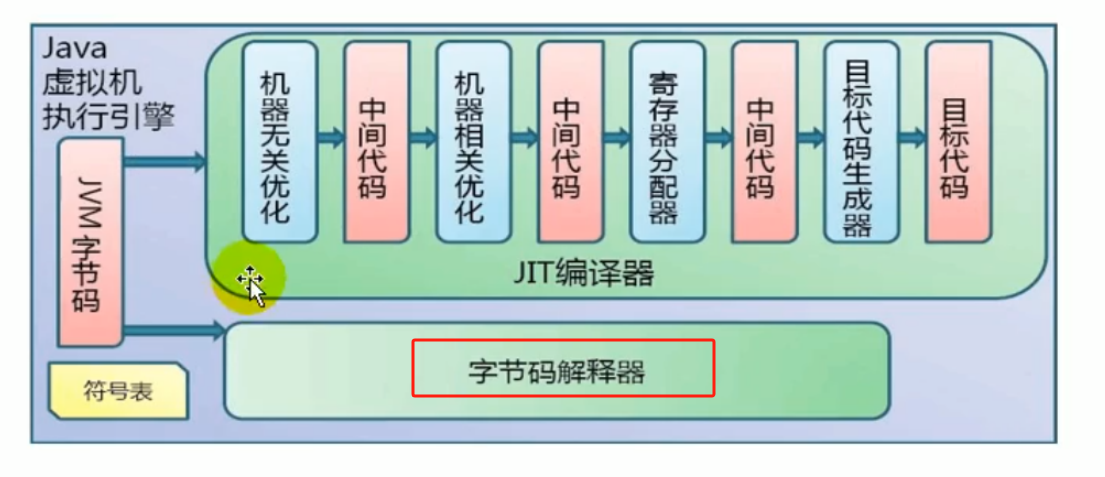 Java
虚拟机
执行引擎
JVM字节码
机器无关优化
中间代码
机器相关优化
中间代码
寄存器分配器
中间代码
目标代码生成器
目标代码
JIT编译器
字节码解释器
符号表